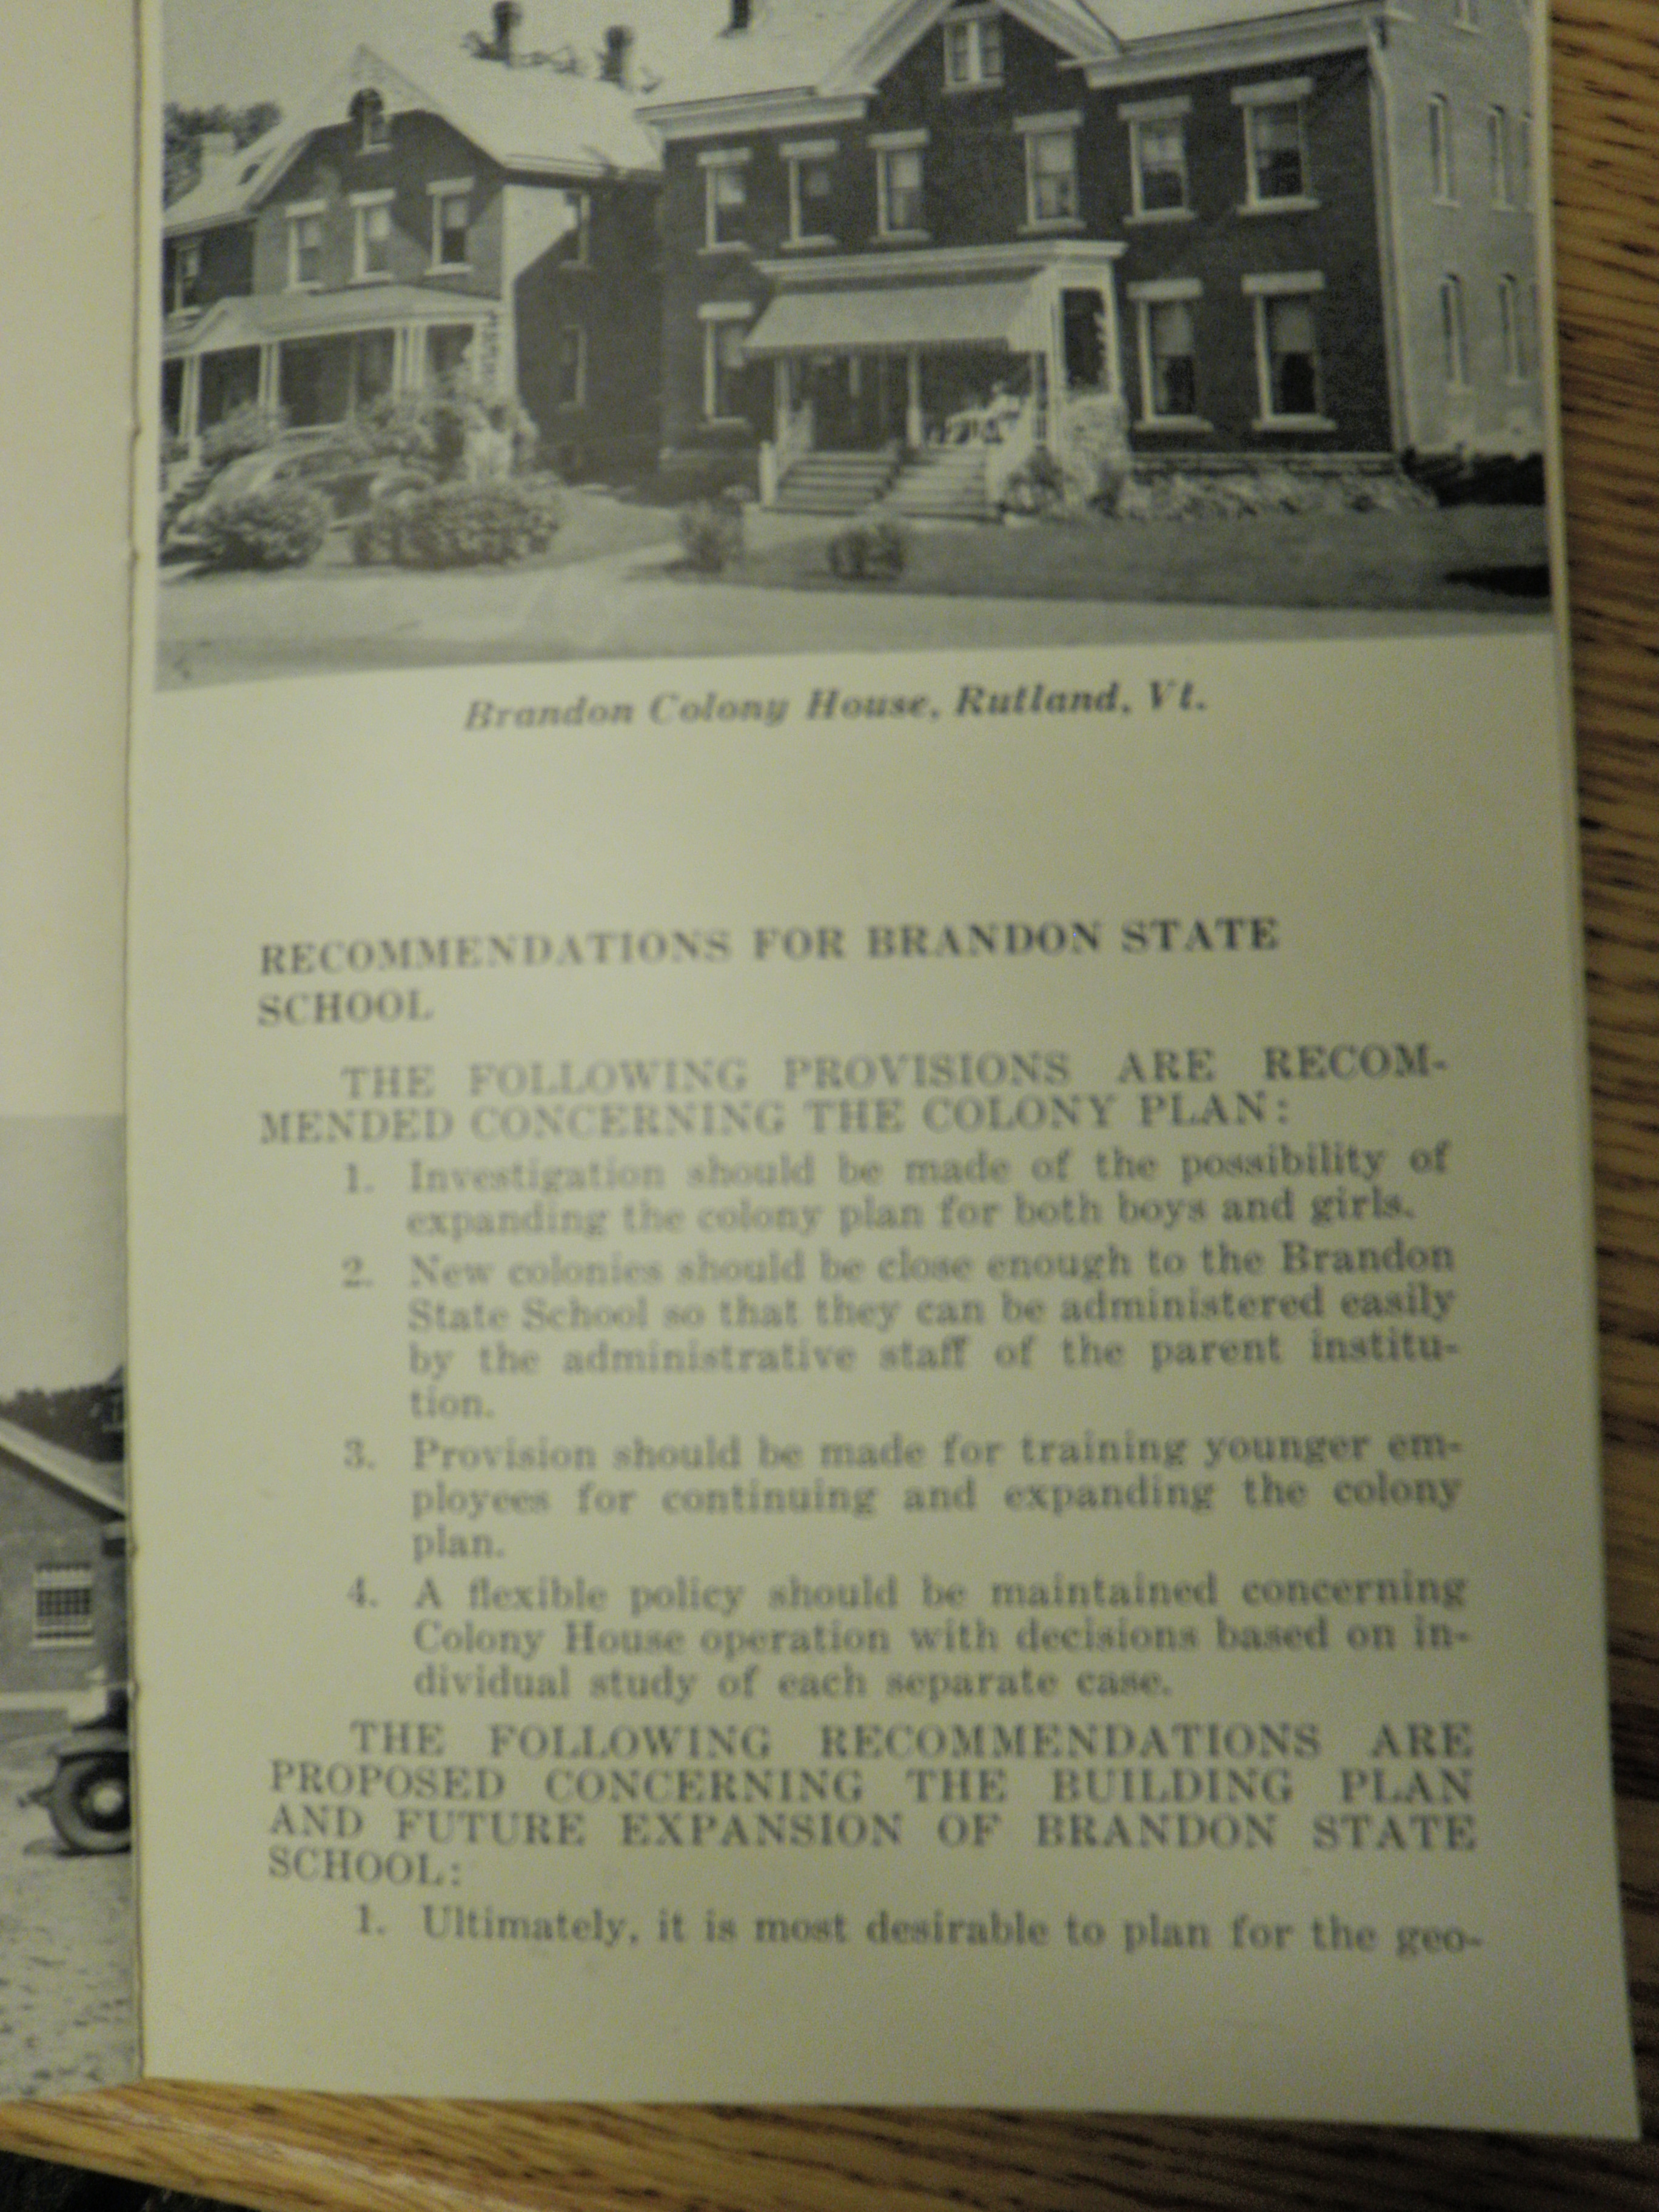 Brandon Colony House, Rutland, Vt.
RECOMMENDATIONS FOR BRANDON STATE
SCHOOL
THE FOLLOWING PROVISIONS ARE RECOM-
MENDED CONCERNING THE COLONY PLAN:
1. Investigation should be made of the possibility of
expanding the colony plan for both boys and girls.
2. New colonies should be close enough to the Brandon
State School so that they can be administered easily
by the administrative staff of the parent institu-
tion.
3. Provision should be made for training younger em-
ployees for continuing and expanding the colony
plan.
4. A flexible policy should be maintained concerning
Colony House operation with decisions based on in-
dividual study of each separate case.
THE FOLLOWING RECOMMENDATIONS ARE
PROPOSED CONCERNING THE BUILDING PLAN
AND FUTURE EXPANSION OF BRANDON STATE
SCHOOL:
1. Ultimately, it is most desirable to plan for the geo-